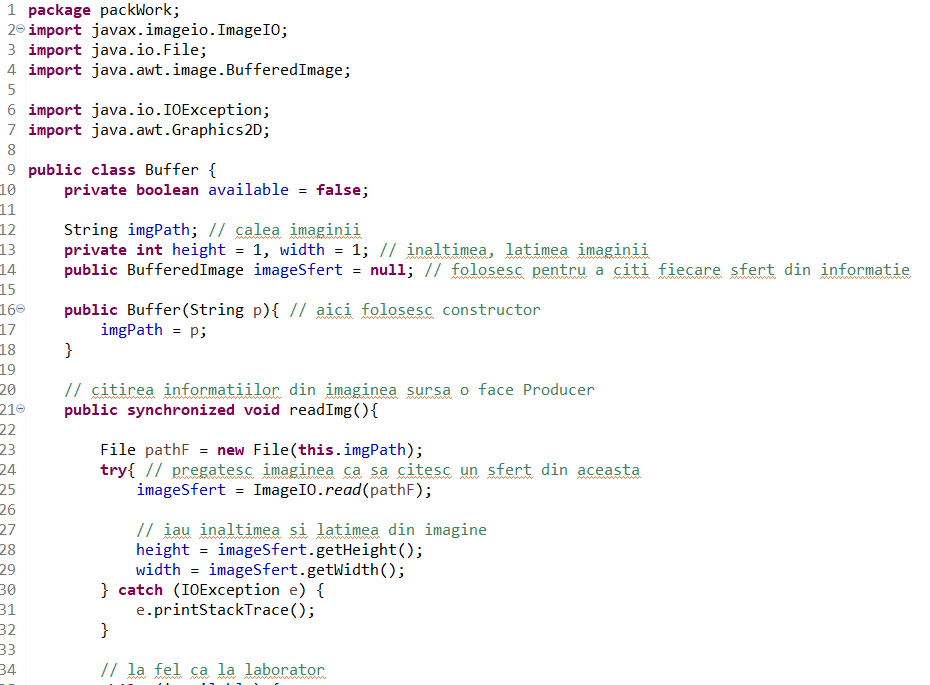 1 package packWork;
2 import javax.imageio.ImageIO;
3 import java.io.File;
4 import java.awt.image.BufferedImage;
5
6 import java.io.IOException;
7 import java.awt.Graphics2D;
8
9 public class Buffer {
10 private boolean available = false;
11
12 String imgPath; // calea imaginii
13 private int height = 1, width = 1; // inaltimea, latimea imaginii
14 public BufferedImage imageSfert = null; // folosesc pentru a citi fiecare sfert din informatie
15
16 public Buffer(String p){ // aici folosesc constructor
17 imgPath = p;
18 }
19
20 // citirea informatiilor din imaginea sursa o face Producer
21 public synchronized void readImg(){
22
23 File pathF = new File(this.imgPath);
24 try{ // pregatesc imaginea ca sa citesc un sfert din aceasta
25 imageSfert = ImageIO.read(pathF);
26
27 // iau inaltimea si latimea din imagine
28 height = imageSfert.getHeight();
29 width = imageSfert.getWidth();
30 } catch (IOException e) {
31 e.printStackTrace();
32 }
33
34 // la fel ca la laborator